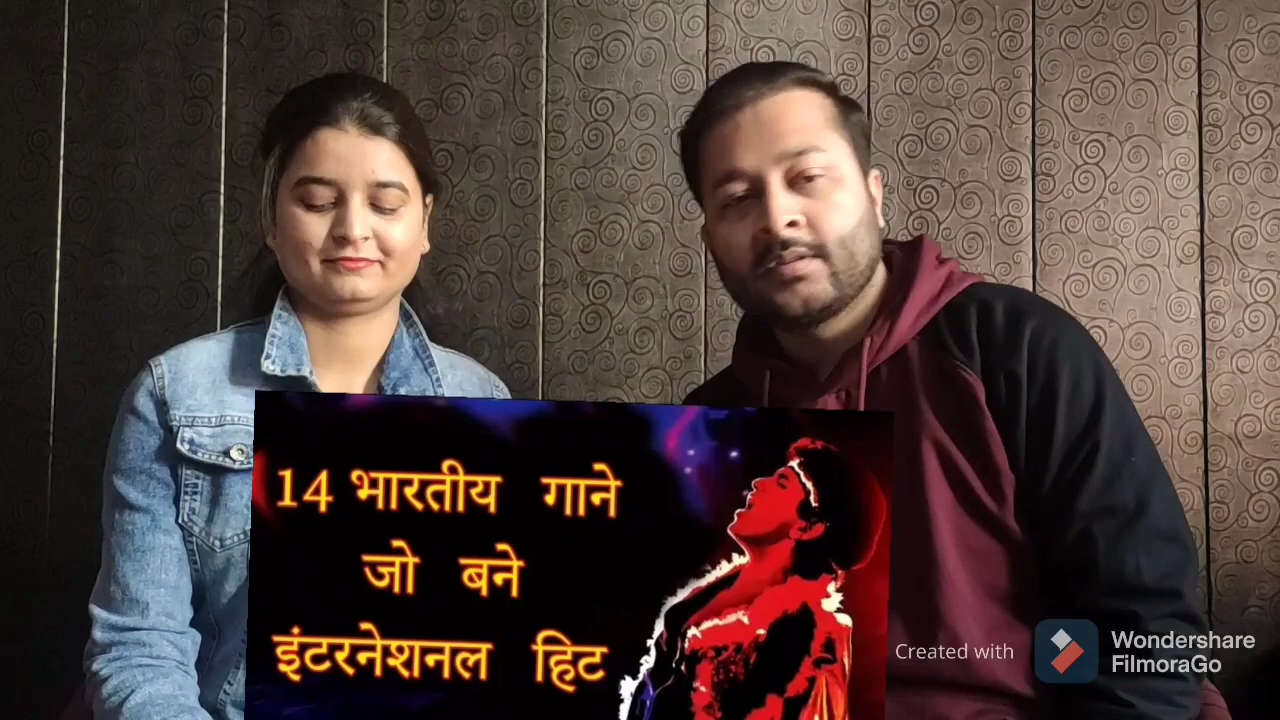 14 भारतीय गाने
जो बने
इंटरनेशनल हिट
Created with
Wondershare
FilmoraGo